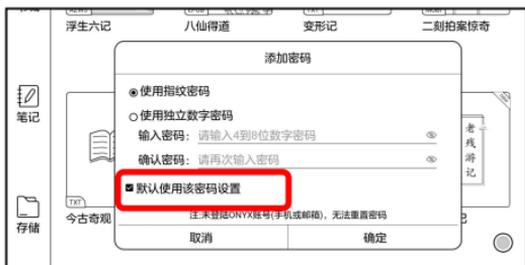 浮生六记
八仙得道
变形记
二刻拍案惊奇
添加密码
使用指纹密码
使用独立数字密码
输入密码：请输入4到8位数字密码
确认密码：请再次输入密码
默认使用该密码设置
注:未登陆ONYX账号(手机或邮箱)，无法重置密码
取消
确定
笔记
存储
TXT
今古奇观
老残游记
记